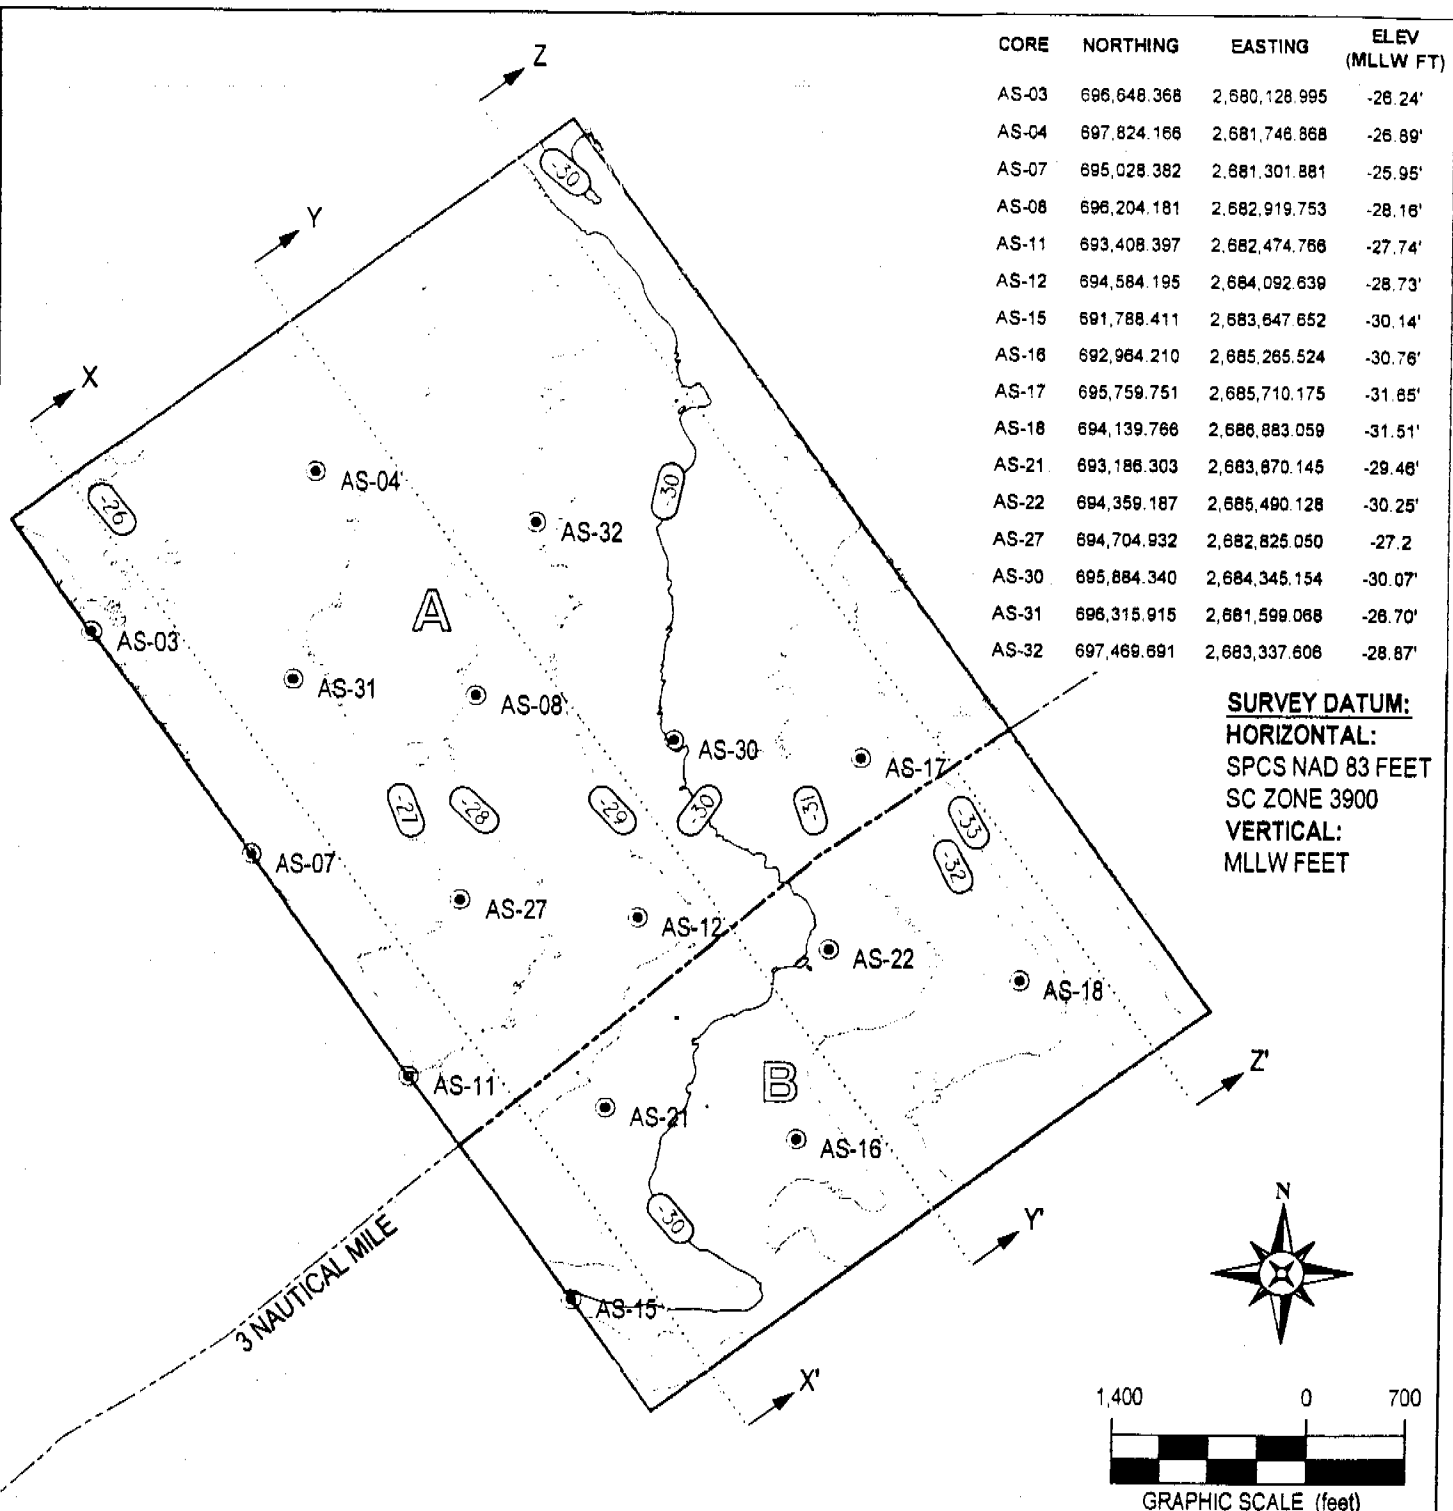 CORE NORTHING EASTING ELEV (MLLW FT)
AS-03 696,648.368 2,680,128.995 -26.24'
AS-04 697,824.166 2,681,746.868 -26.89'
AS-07 695,028.382 2,681,301.881 -25.95'
AS-08 696,204.181 2,682,919.753 -28.16'
AS-11 693,408.397 2,682,474.766 -27.74'
AS-12 694,584.195 2,684,092.639 -28.73'
AS-15 691,788.411 2,683,647.652 -30.14'
AS-16 692,964.210 2,685,265.524 -30.76'
AS-17 695,759.751 2,685,710.175 -31.65'
AS-18 694,139.766 2,686,883.059 -31.51'
AS-21 693,186.303 2,683,870.145 -29.46'
AS-22 694,359.187 2,685,490.128 -30.25'
AS-27 694,704.932 2,682,825.050 -27.2
AS-30 695,884.340 2,684,345.154 -30.07'
AS-31 696,315.915 2,681,599.068 -26.70'
AS-32 697,469.691 2,683,337.606 -28.87'
SURVEY DATUM:
HORIZONTAL:
SPCS NAD 83 FEET
SC ZONE 3900
VERTICAL:
MLLW FEET
Z
Y
X
-30
-26
AS-04
-30
AS-32
A
AS-03
AS-31
AS-08
AS-30
AS-17
-27
-28
-29
-30
-31
-33
-32
AS-07
AS-27
AS-12
AS-22
AS-18
AS-11
B
Z'
AS-21
AS-16
-30
Y'
3 NAUTICAL MILE
AS-15
X'
N
1,400 0 700
GRAPHIC SCALE (feet)